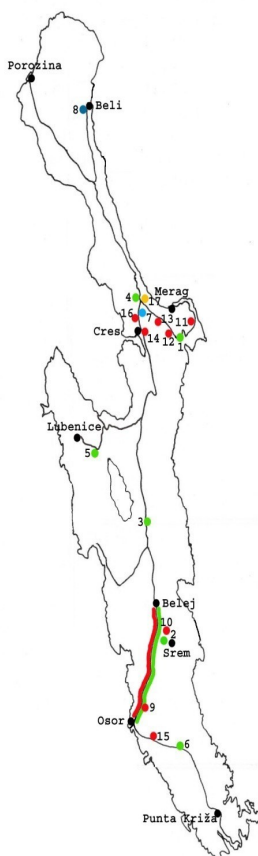 Porozina
8 Beli
4 Merag
17
16 7 13 11
Cres 14 12 1
Lubenice
5
3
Belej
10
2
Srem
9
Osor
15 6
Punta Križa